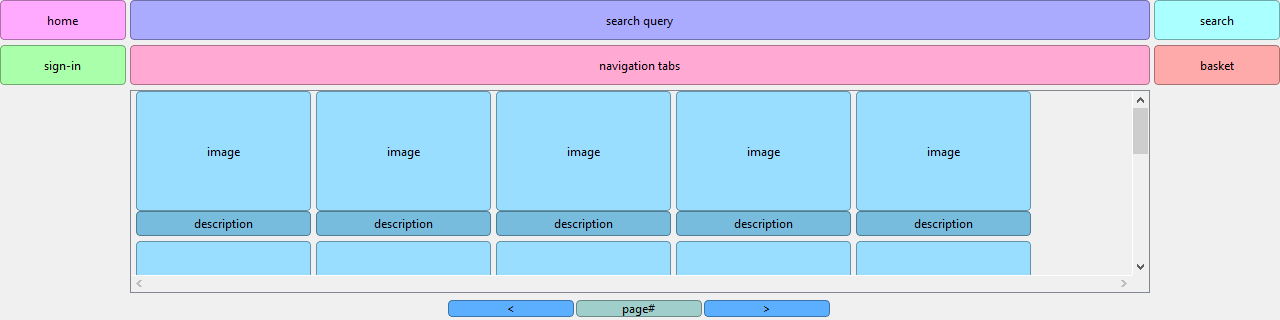 home
search query
search
sign-in
navigation tabs
basket
image
image
image
image
image
description
description
description
description
description
<
page#
>